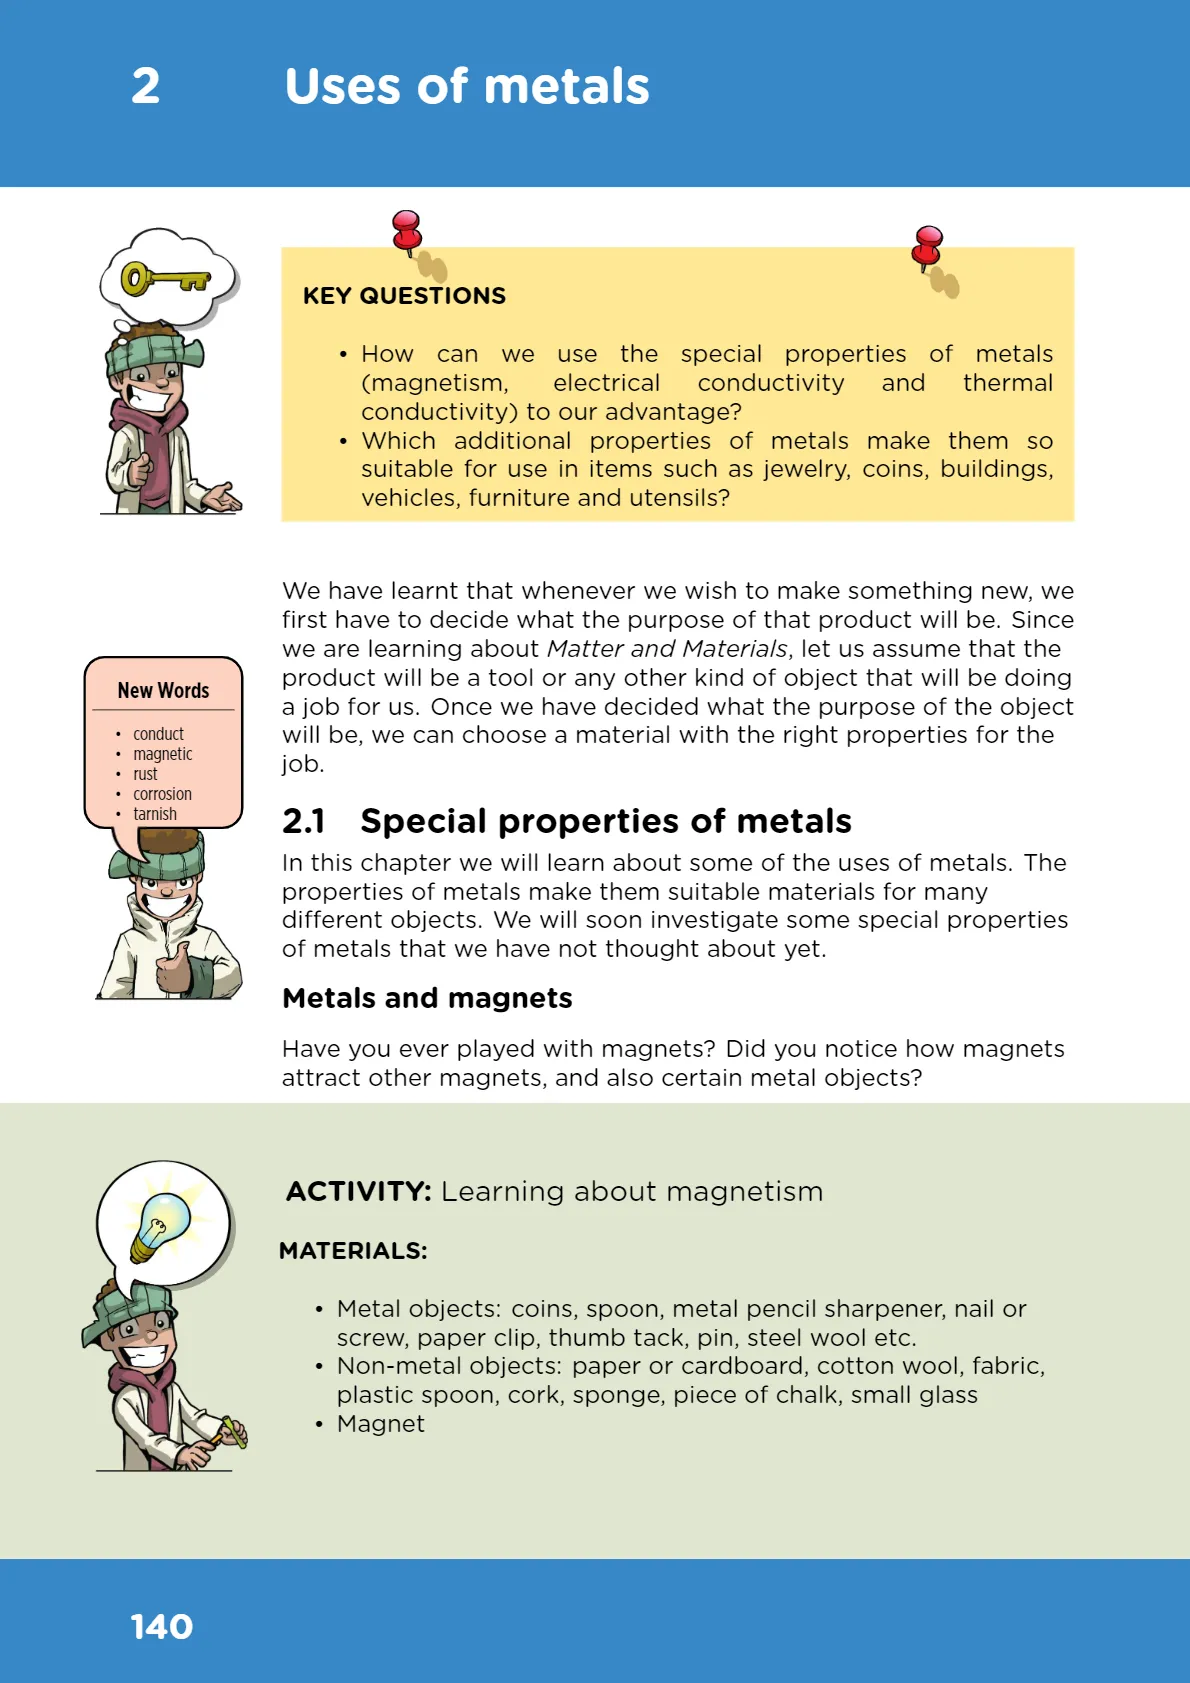 2 Uses of metals
KEY QUESTIONS
• How can we use the special properties of metals
(magnetism, electrical conductivity and thermal
conductivity) to our advantage?
• Which additional properties of metals make them so
suitable for use in items such as jewelry, coins, buildings,
vehicles, furniture and utensils?
We have learnt that whenever we wish to make something new, we
first have to decide what the purpose of that product will be. Since
we are learning about Matter and Materials, let us assume that the
product will be a tool or any other kind of object that will be doing
a job for us. Once we have decided what the purpose of the object
will be, we can choose a material with the right properties for the
job.
New Words
• conduct
• magnetic
• rust
• corrosion
• tarnish
2.1 Special properties of metals
In this chapter we will learn about some of the uses of metals. The
properties of metals make them suitable materials for many
different objects. We will soon investigate some special properties
of metals that we have not thought about yet.
Metals and magnets
Have you ever played with magnets? Did you notice how magnets
attract other magnets, and also certain metal objects?
ACTIVITY: Learning about magnetism
MATERIALS:
• Metal objects: coins, spoon, metal pencil sharpener, nail or
screw, paper clip, thumb tack, pin, steel wool etc.
• Non-metal objects: paper or cardboard, cotton wool, fabric,
plastic spoon, cork, sponge, piece of chalk, small glass
• Magnet
140